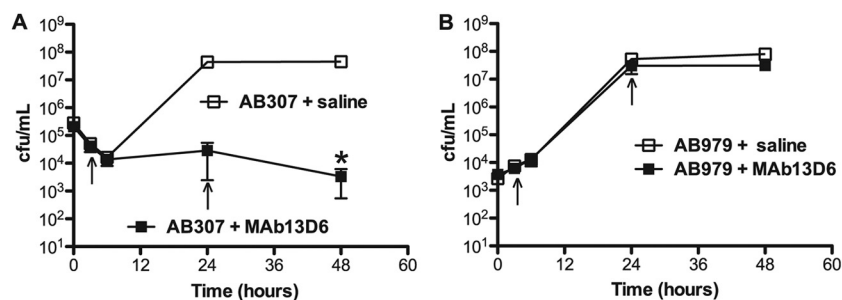 A
cfu/mL
10⁹
10⁸
10⁷
10⁶
10⁵
10⁴
10³
10²
10¹
AB307 + saline
*
AB307 + MAb13D6
0 12 24 36 48 60
Time (hours)
B
cfu/mL
10⁹
10⁸
10⁷
10⁶
10⁵
10⁴
10³
10²
10¹
AB979 + saline
AB979 + MAb13D6
0 12 24 36 48 60
Time (hours)